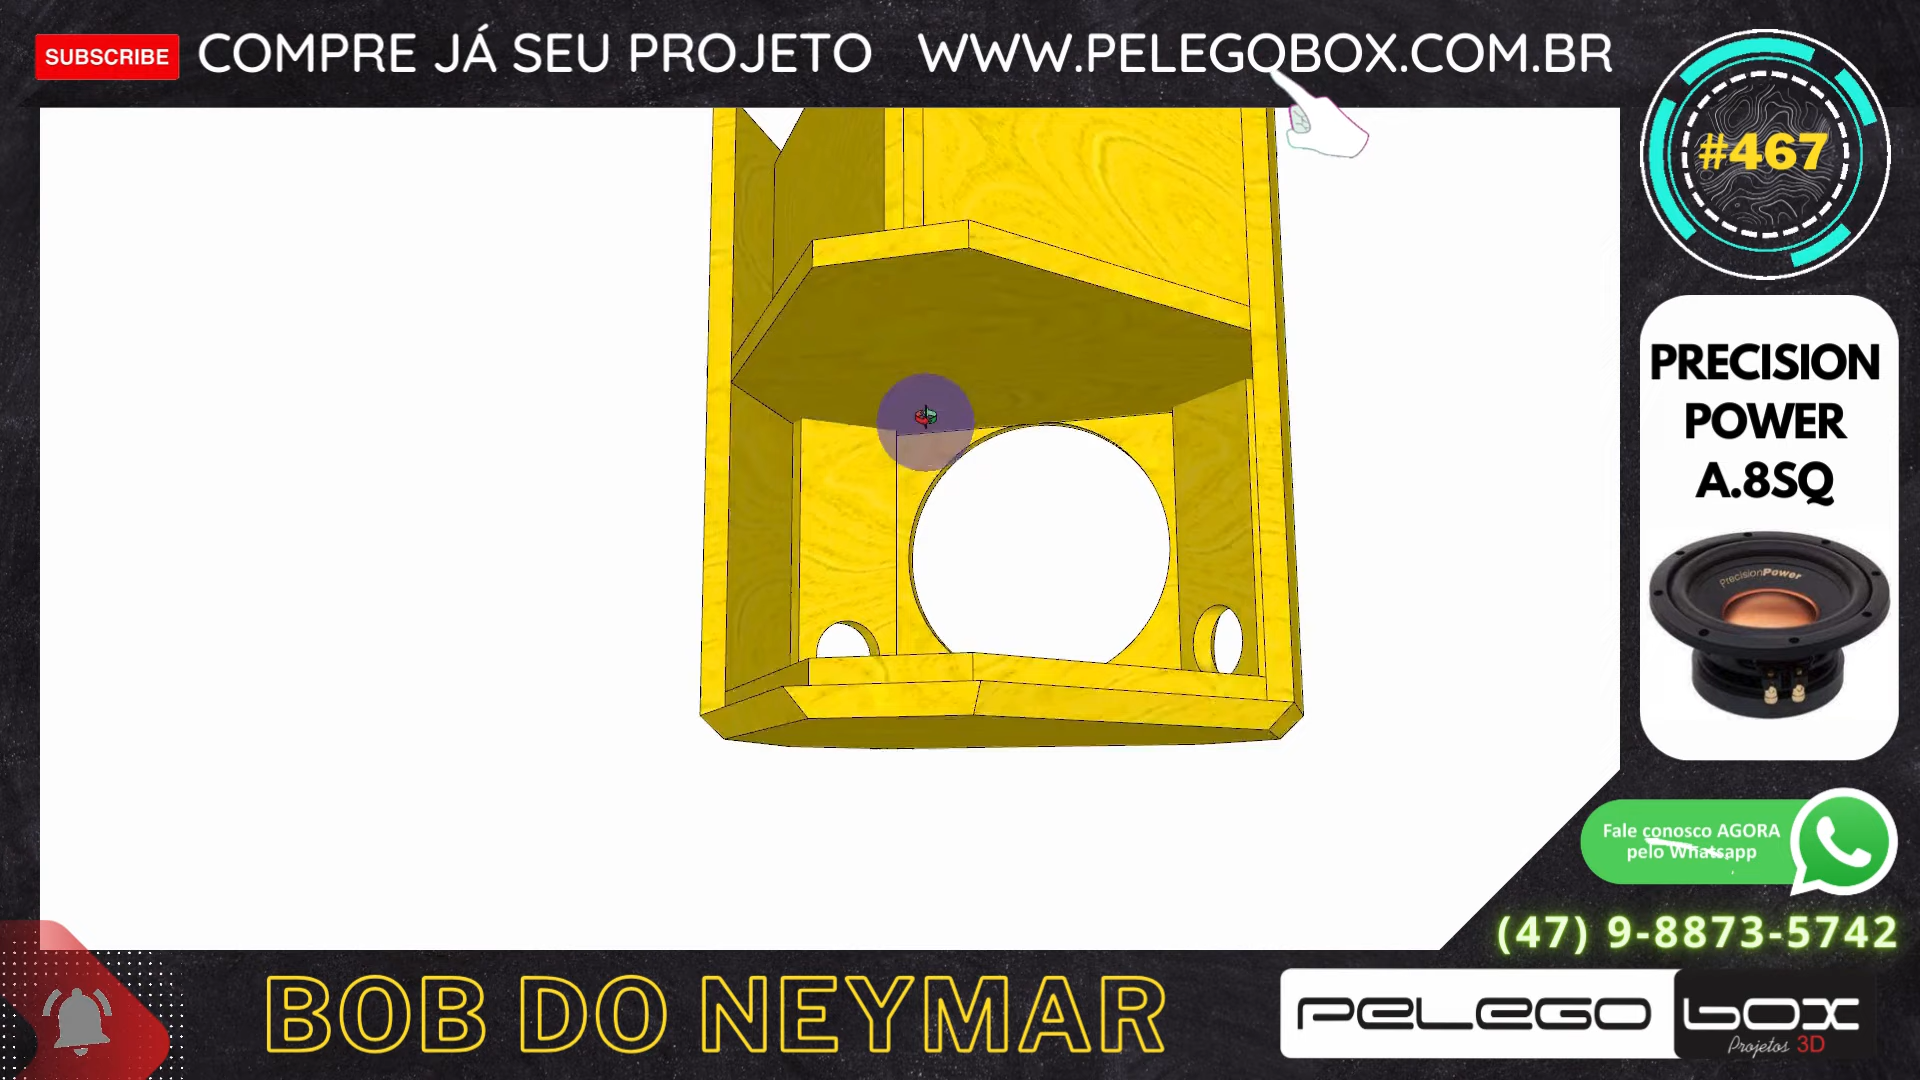 SUBSCRIBE
COMPRE JÁ SEU PROJETO
WWW.PELEGOBOX.COM.BR
#467
PRECISION
POWER
A.8SQ
PrecisionPower
Fale conosco AGORA
pelo Whatsapp
(47) 9-8873-5742
BOB DO NEYMAR
PELEGO BOX
Projetos 3D